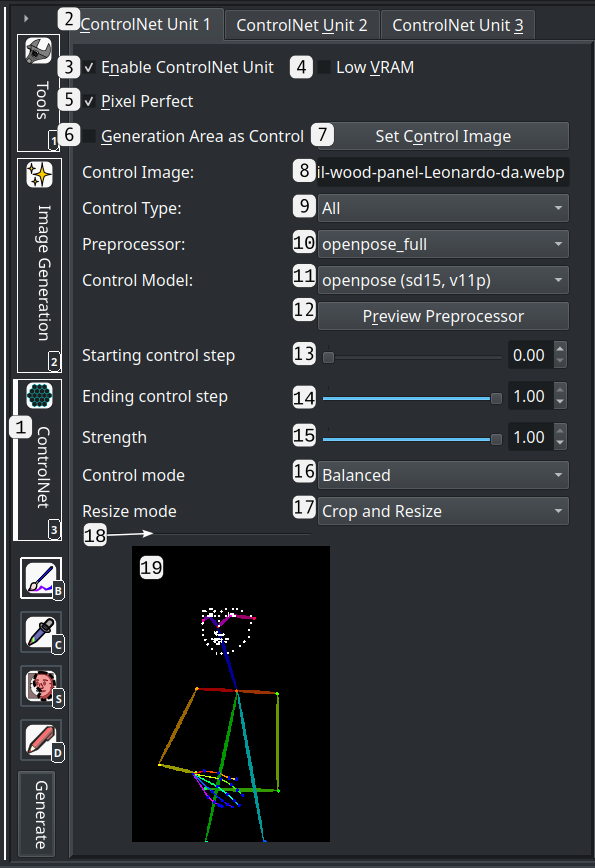 2 ControlNet Unit 1 ControlNet Unit 2 ControlNet Unit 3
3 Enable ControlNet Unit 4 Low VRAM
Tools
1
5 Pixel Perfect
6 Generation Area as Control 7 Set Control Image
Control Image: 8 il-wood-panel-Leonardo-da.webp
Control Type: 9 All
Image Generation
2
Preprocessor: 10 openpose_full
Control Model: 11 openpose (sd15, v11p)
12 Preview Preprocessor
Starting control step 13 0.00
Ending control step 14 1.00
1 ControlNet
3
Strength 15 1.00
Control mode 16 Balanced
Resize mode 17 Crop and Resize
18
19
B
C
S
D
Generate